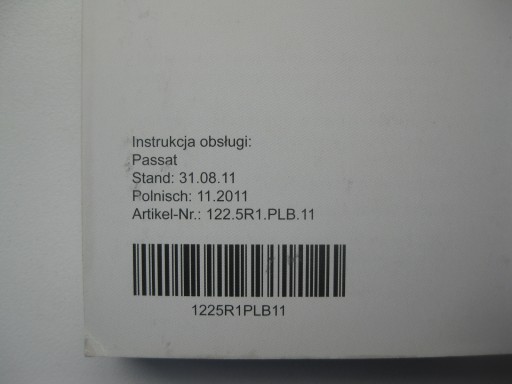 Instrukcja obsługi:
Passat
Stand: 31.08.11
Polnisch: 11.2011
Artikel-Nr.: 122.5R1.PLB.11
1225R1PLB11